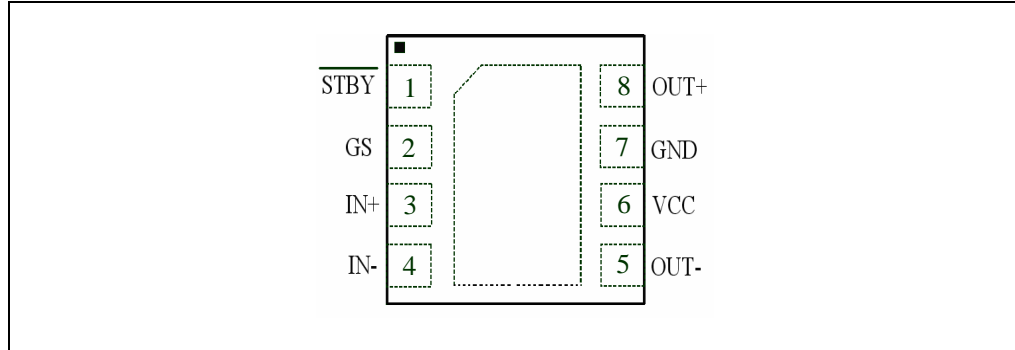 STBY 1 8 OUT+
GS 2 7 GND
IN+ 3 6 VCC
IN- 4 5 OUT-